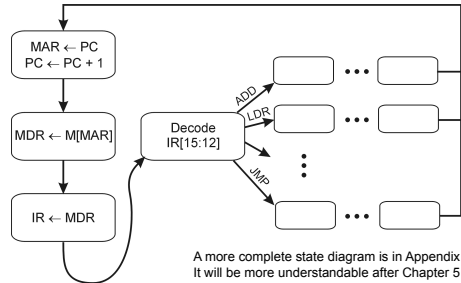 MAR ← PC
PC ← PC + 1
MDR ← M[MAR]
IR ← MDR
Decode
IR[15:12]
ADD
LDR
JMP
A more complete state diagram is in Appendix
It will be more understandable after Chapter 5